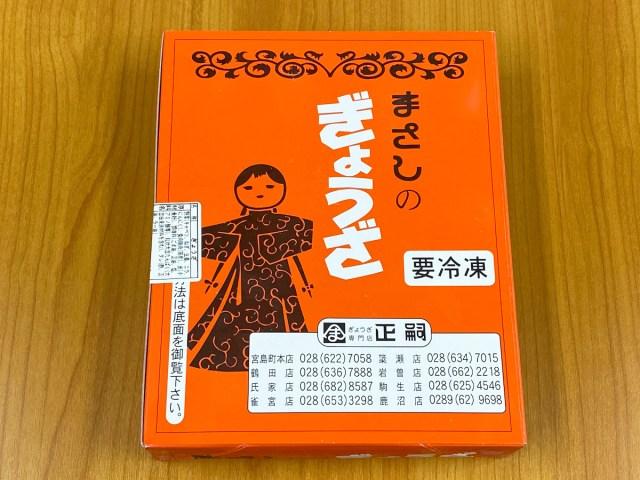 まさしの
ぎょうざ
要冷凍
ぎょうざ
専門店
正嗣
宮島町本店 028(622)7058 簗瀬店 028(634)7015
鶴田店 028(636)7888 岩曽店 028(662)2218
氏家店 028(682)8587 駒生店 028(625)4546
雀宮店 028(653)3298 鹿沼店 0289(62)9698
法は底面を御覧下さい。